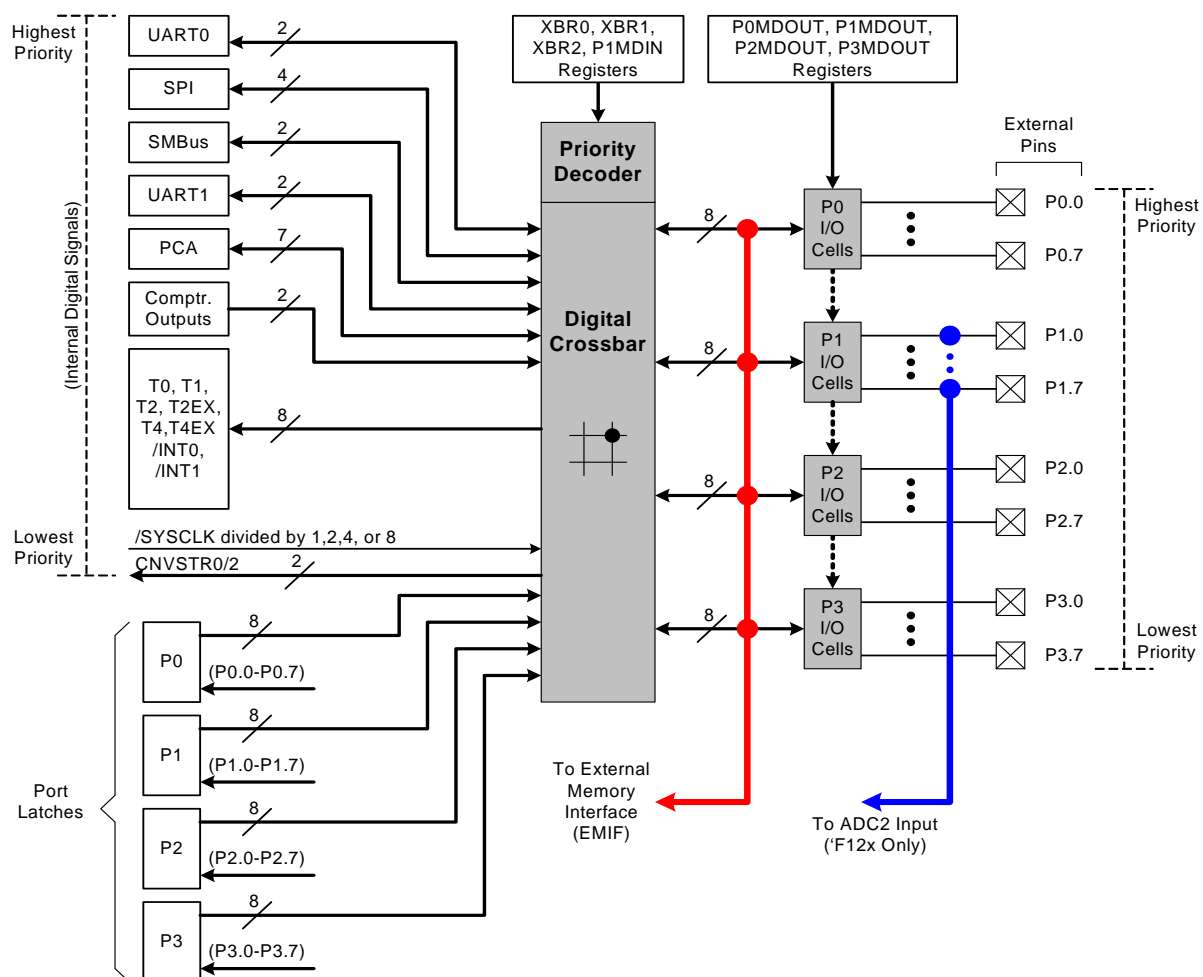 Highest
Priority
UART0
2
SPI
4
SMBus
2
UART1
2
PCA
7
Comptr.
Outputs
2
T0, T1,
T2, T2EX,
T4,T4EX
/INT0,
/INT1
8
(Internal Digital Signals)
Lowest
Priority
/SYSCLK divided by 1,2,4, or 8
CNVSTR0/2
2
XBR0, XBR1,
XBR2, P1MDIN
Registers
P0MDOUT, P1MDOUT,
P2MDOUT, P3MDOUT
Registers
Priority
Decoder
Digital
Crossbar
8
8
8
8
P0
I/O
Cells
P1
I/O
Cells
P2
I/O
Cells
P3
I/O
Cells
External
Pins
P0.0
P0.7
P1.0
P1.7
P2.0
P2.7
P3.0
P3.7
Highest
Priority
Lowest
Priority
Port
Latches
P0
8
(P0.0-P0.7)
P1
8
(P1.0-P1.7)
P2
8
(P2.0-P2.7)
P3
8
(P3.0-P3.7)
To External
Memory
Interface
(EMIF)
To ADC2 Input
('F12x Only)